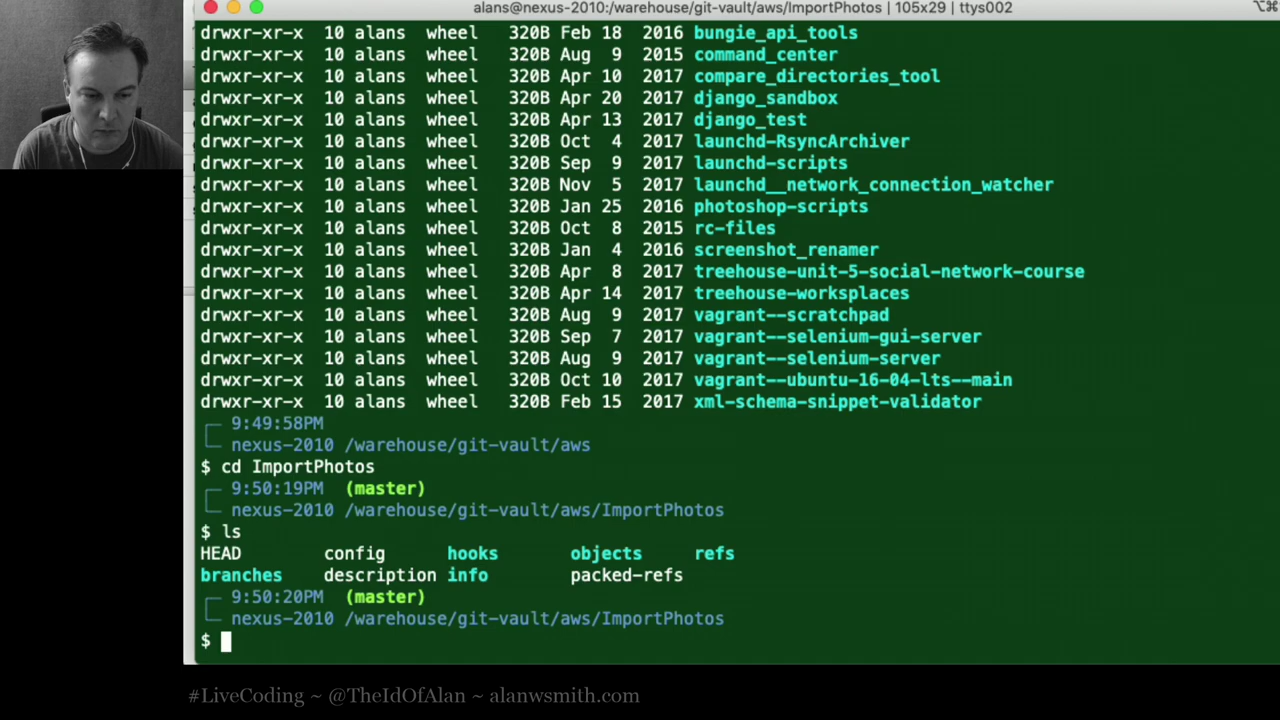 alans@nexus-2010:/warehouse/git-vault/aws/ImportPhotos | 105x29 | ttys002 ⌥⌘
drwxr-xr-x 10 alans wheel 320B Feb 18 2016 bungie_api_tools
drwxr-xr-x 10 alans wheel 320B Aug 9 2015 command_center
drwxr-xr-x 10 alans wheel 320B Apr 10 2017 compare_directories_tool
drwxr-xr-x 10 alans wheel 320B Apr 20 2017 django_sandbox
drwxr-xr-x 10 alans wheel 320B Apr 13 2017 django_test
drwxr-xr-x 10 alans wheel 320B Oct 4 2017 launchd-RsyncArchiver
drwxr-xr-x 10 alans wheel 320B Sep 9 2017 launchd-scripts
drwxr-xr-x 10 alans wheel 320B Nov 5 2017 launchd__network_connection_watcher
drwxr-xr-x 10 alans wheel 320B Jan 25 2016 photoshop-scripts
drwxr-xr-x 10 alans wheel 320B Oct 8 2015 rc-files
drwxr-xr-x 10 alans wheel 320B Jan 4 2016 screenshot_renamer
drwxr-xr-x 10 alans wheel 320B Apr 8 2017 treehouse-unit-5-social-network-course
drwxr-xr-x 10 alans wheel 320B Apr 14 2017 treehouse-worksplaces
drwxr-xr-x 10 alans wheel 320B Aug 9 2017 vagrant--scratchpad
drwxr-xr-x 10 alans wheel 320B Sep 7 2017 vagrant--selenium-gui-server
drwxr-xr-x 10 alans wheel 320B Aug 9 2017 vagrant--selenium-server
drwxr-xr-x 10 alans wheel 320B Oct 10 2017 vagrant--ubuntu-16-04-lts--main
drwxr-xr-x 10 alans wheel 320B Feb 15 2017 xml-schema-snippet-validator
9:49:58PM
nexus-2010 /warehouse/git-vault/aws
$ cd ImportPhotos
9:50:19PM (master)
nexus-2010 /warehouse/git-vault/aws/ImportPhotos
$ ls
HEAD config hooks objects refs
branches description info packed-refs
9:50:20PM (master)
nexus-2010 /warehouse/git-vault/aws/ImportPhotos
$
#LiveCoding ~ @TheIdOfAlan ~ alanwsmith.com